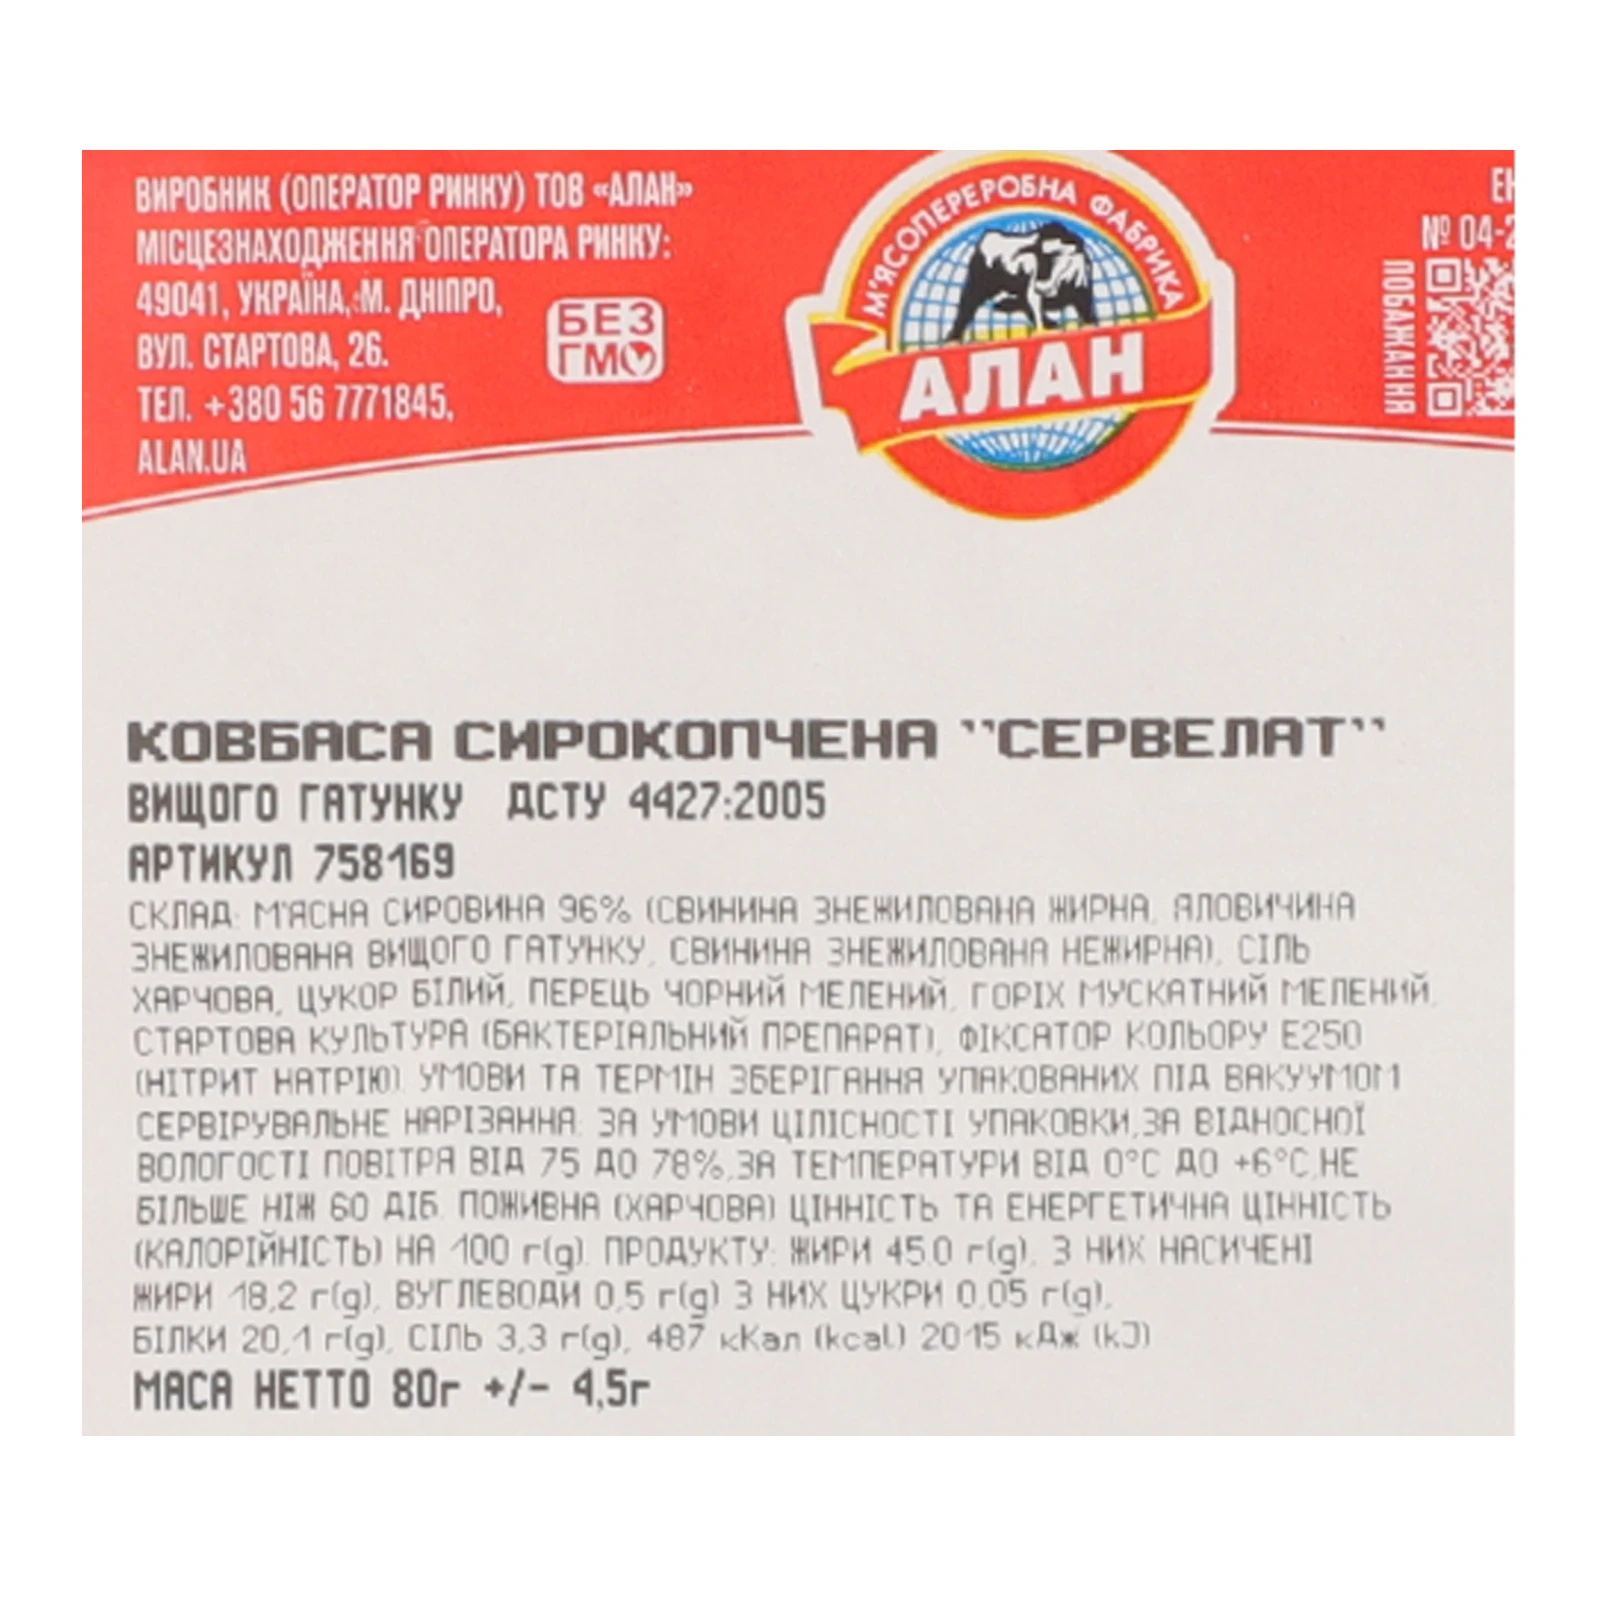 ВИРОБНИК (ОПЕРАТОР РИНКУ) ТОВ «АЛАН»
МІСЦЕЗНАХОДЖЕННЯ ОПЕРАТОРА РИНКУ:
49041, УКРАЇНА, М. ДНІПРО,
ВУЛ. СТАРТОВА, 26.
ТЕЛ. +380 56 7771845,
ALAN.UA
БЕЗ
ГМО
М'ЯСОПЕРЕРОБНА ФАБРИКА
АЛАН
№ 04-2
ПОБАЖАННЯ
КОВБАСА СИРОКОПЧЕНА "СЕРВЕЛАТ"
ВИЩОГО ГАТУНКУ ДСТУ 4427:2005
АРТИКУЛ 758169
СКЛАД: М'ЯСНА СИРОВИНА 96% (СВИНИНА ЗНЕЖИЛОВАНА ЖИРНА, ЯЛОВИЧИНА
ЗНЕЖИЛОВАНА ВИЩОГО ГАТУНКУ, СВИНИНА ЗНЕЖИЛОВАНА НЕЖИРНА), СІЛЬ
ХАРЧОВА, ЦУКОР БІЛИЙ, ПЕРЕЦЬ ЧОРНИЙ МЕЛЕНИЙ, ГОРІХ МУСКАТНИЙ МЕЛЕНИЙ,
СТАРТОВА КУЛЬТУРА (БАКТЕРІАЛЬНИЙ ПРЕПАРАТ), ФІКСАТОР КОЛЬОРУ Е250
(НІТРИТ НАТРІЮ). УМОВИ ТА ТЕРМІН ЗБЕРІГАННЯ УПАКОВАНИХ ПІД ВАКУУМОМ
СЕРВІРУВАЛЬНЕ НАРІЗАННЯ: ЗА УМОВИ ЦІЛІСНОСТІ УПАКОВКИ,ЗА ВІДНОСНОЇ
ВОЛОГОСТІ ПОВІТРЯ ВІД 75 ДО 78%,ЗА ТЕМПЕРАТУРИ ВІД 0°С ДО +6°С,НЕ
БІЛЬШЕ НІЖ 60 ДІБ. ПОЖИВНА (ХАРЧОВА) ЦІННІСТЬ ТА ЕНЕРГЕТИЧНА ЦІННІСТЬ
(КАЛОРІЙНІСТЬ) НА 100 г(g). ПРОДУКТУ: ЖИРИ 45.0 г(g), З НИХ НАСИЧЕНІ
ЖИРИ 18,2 г(g), ВУГЛЕВОДИ 0,5 г(g) З НИХ ЦУКРИ 0,05 г(g),
БІЛКИ 20,1 г(g), СІЛЬ 3,3 г(g), 487 кКал (kcal) 2015 кДж (kJ)
МАСА НЕТТО 80г +/- 4,5г